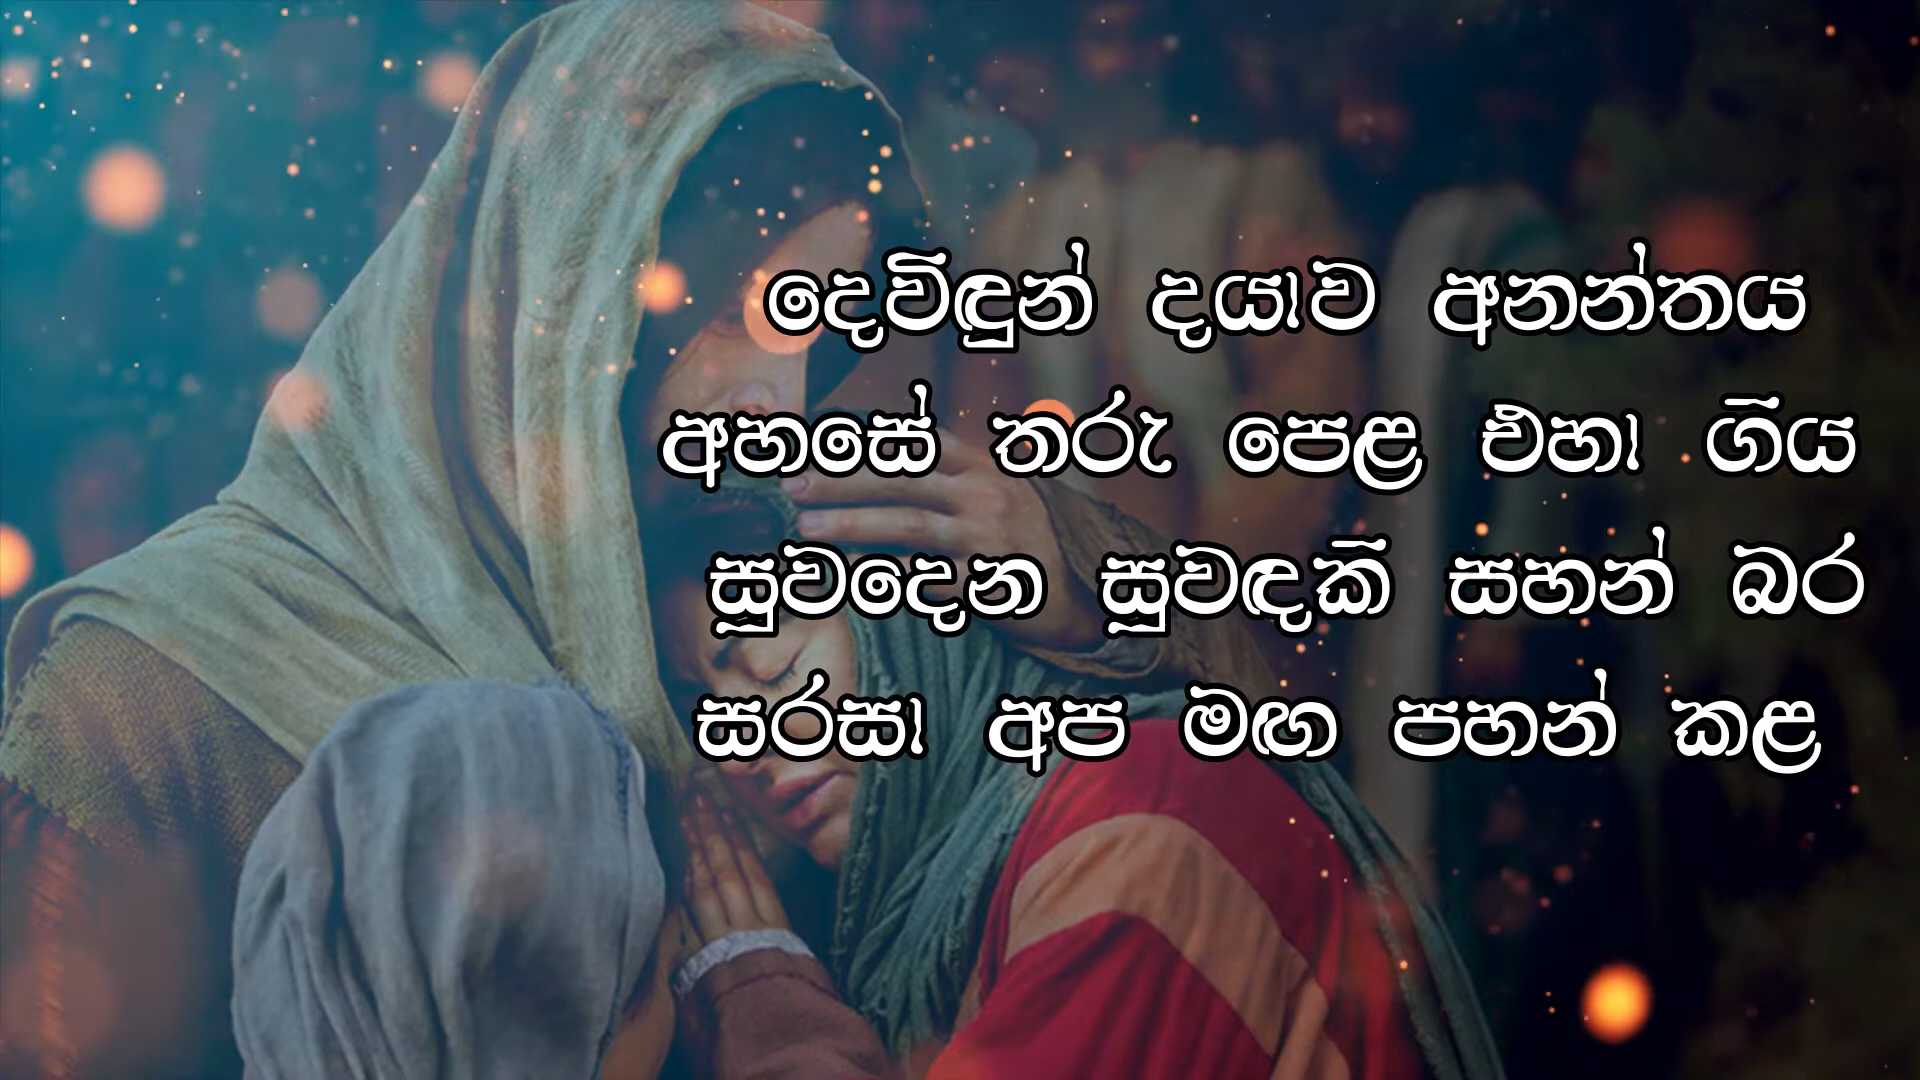 දෙවිඳුන් දයාව අනන්තය
අහසේ තරු පෙළ එහා ගිය
සුවදෙන සුවඳකි සහන් බර
සරසා අප මඟ පහන් කළ